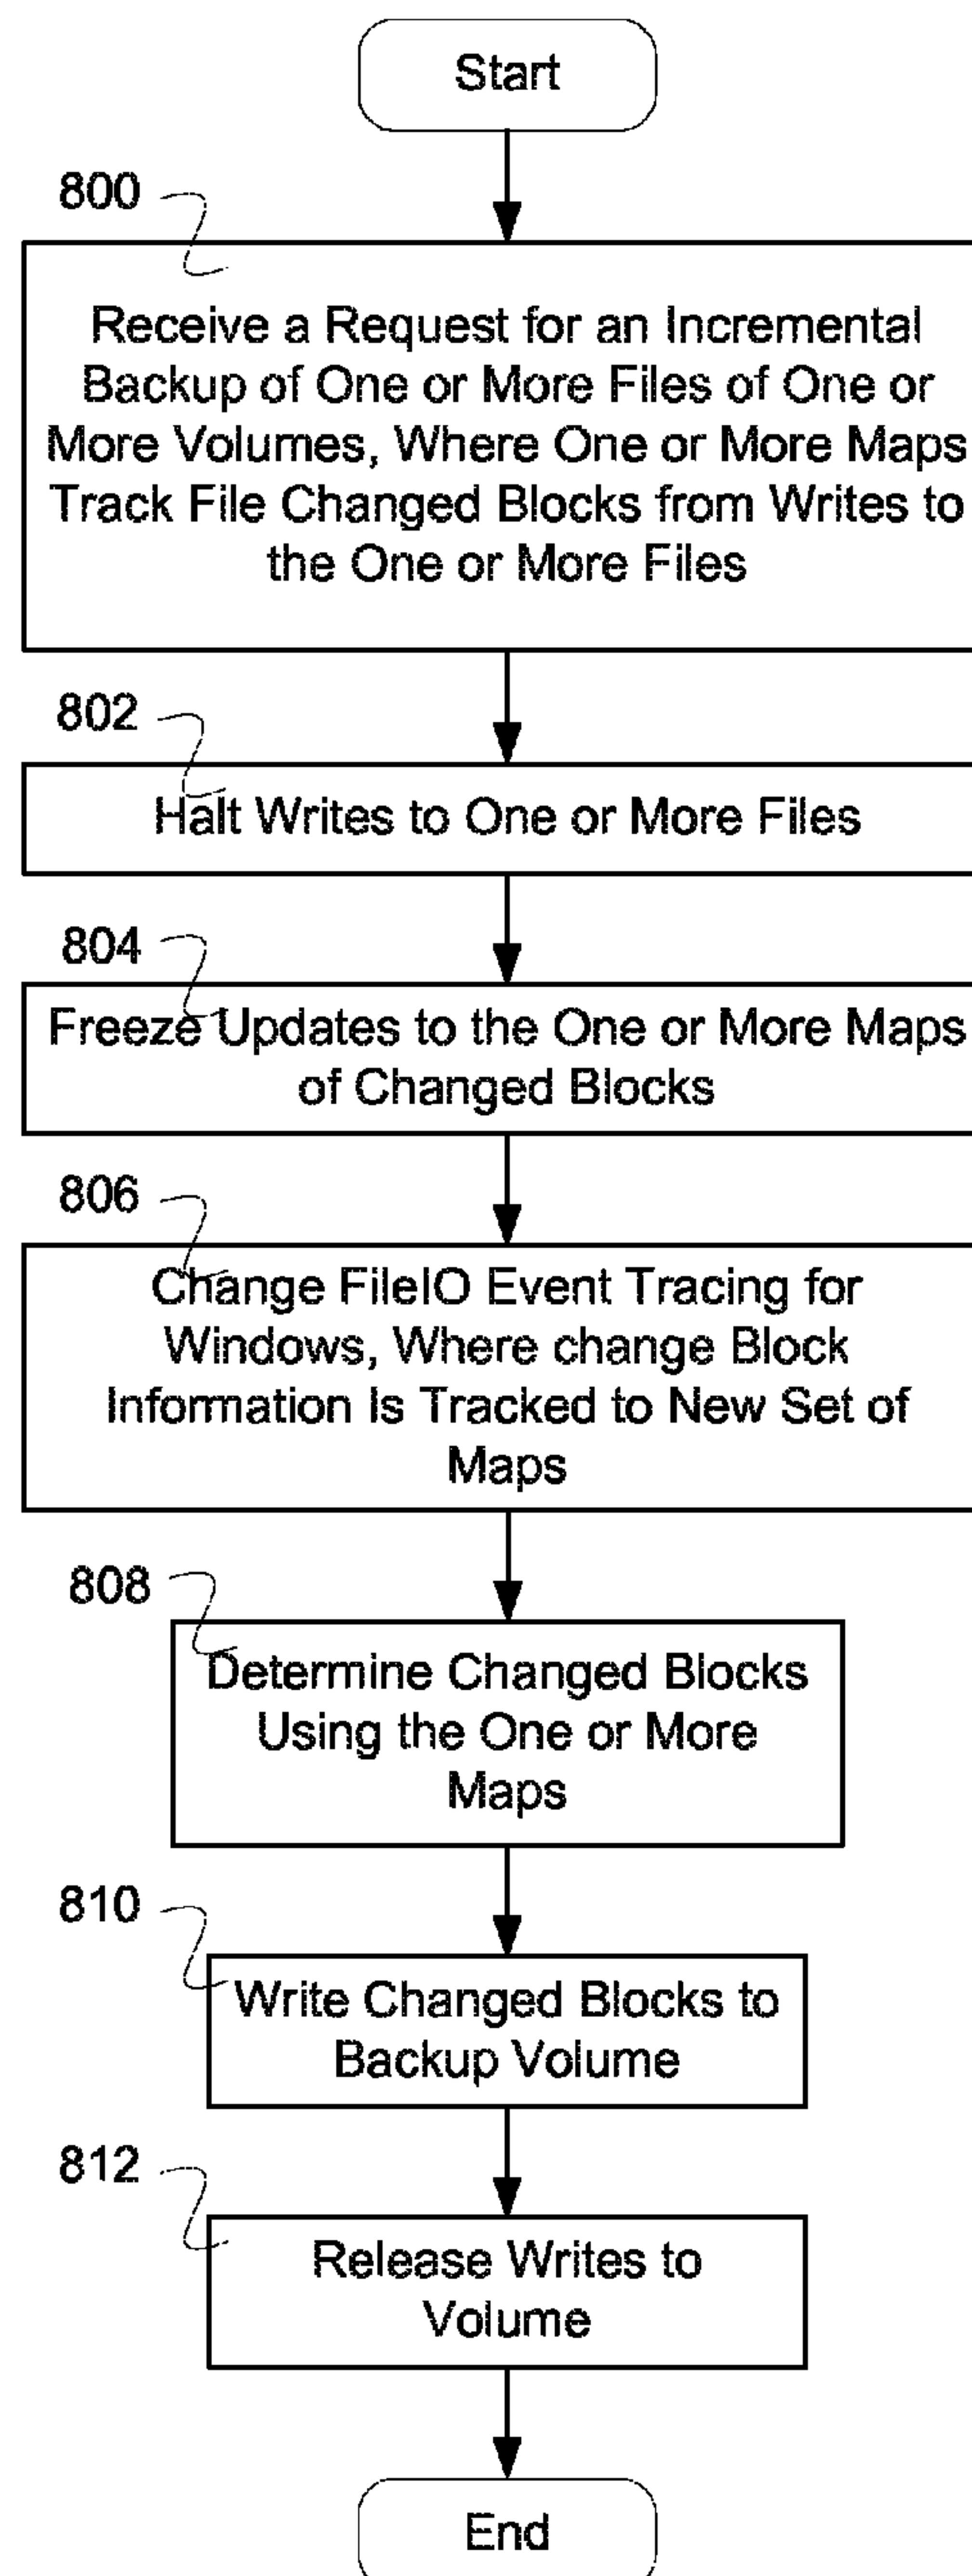 Start
800
Receive a Request for an Incremental
Backup of One or More Files of One or
More Volumes, Where One or More Maps
Track File Changed Blocks from Writes to
the One or More Files
802
Halt Writes to One or More Files
804
Freeze Updates to the One or More Maps
of Changed Blocks
806
Change FileIO Event Tracing for
Windows, Where change Block
Information Is Tracked to New Set of
Maps
808
Determine Changed Blocks
Using the One or More
Maps
810
Write Changed Blocks to
Backup Volume
812
Release Writes to
Volume
End